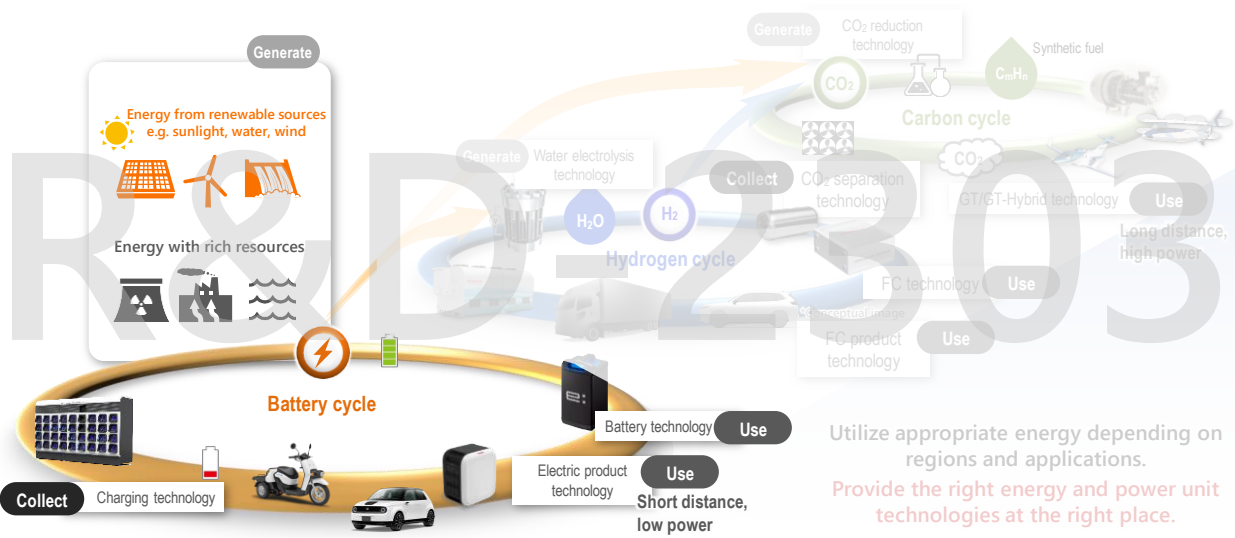 Generate
CO₂ reduction
technology
Synthetic fuel
CO₂
CmHn
Carbon cycle
Generate
Energy from renewable sources
e.g. sunlight, water, wind
Generate
Water electrolysis
technology
CO₂
Collect
CO₂ separation
technology
GT/GT-Hybrid technology
Use
Long distance,
high power
H₂O
H₂
Hydrogen cycle
Energy with rich resources
R&D-2303
FC technology
Use
Conceptual image
FC product
technology
Use
Battery cycle
e:
Battery technology
Use
Electric product
technology
Use
Short distance,
low power
Collect
Charging technology
Utilize appropriate energy depending on
regions and applications.
Provide the right energy and power unit
technologies at the right place.